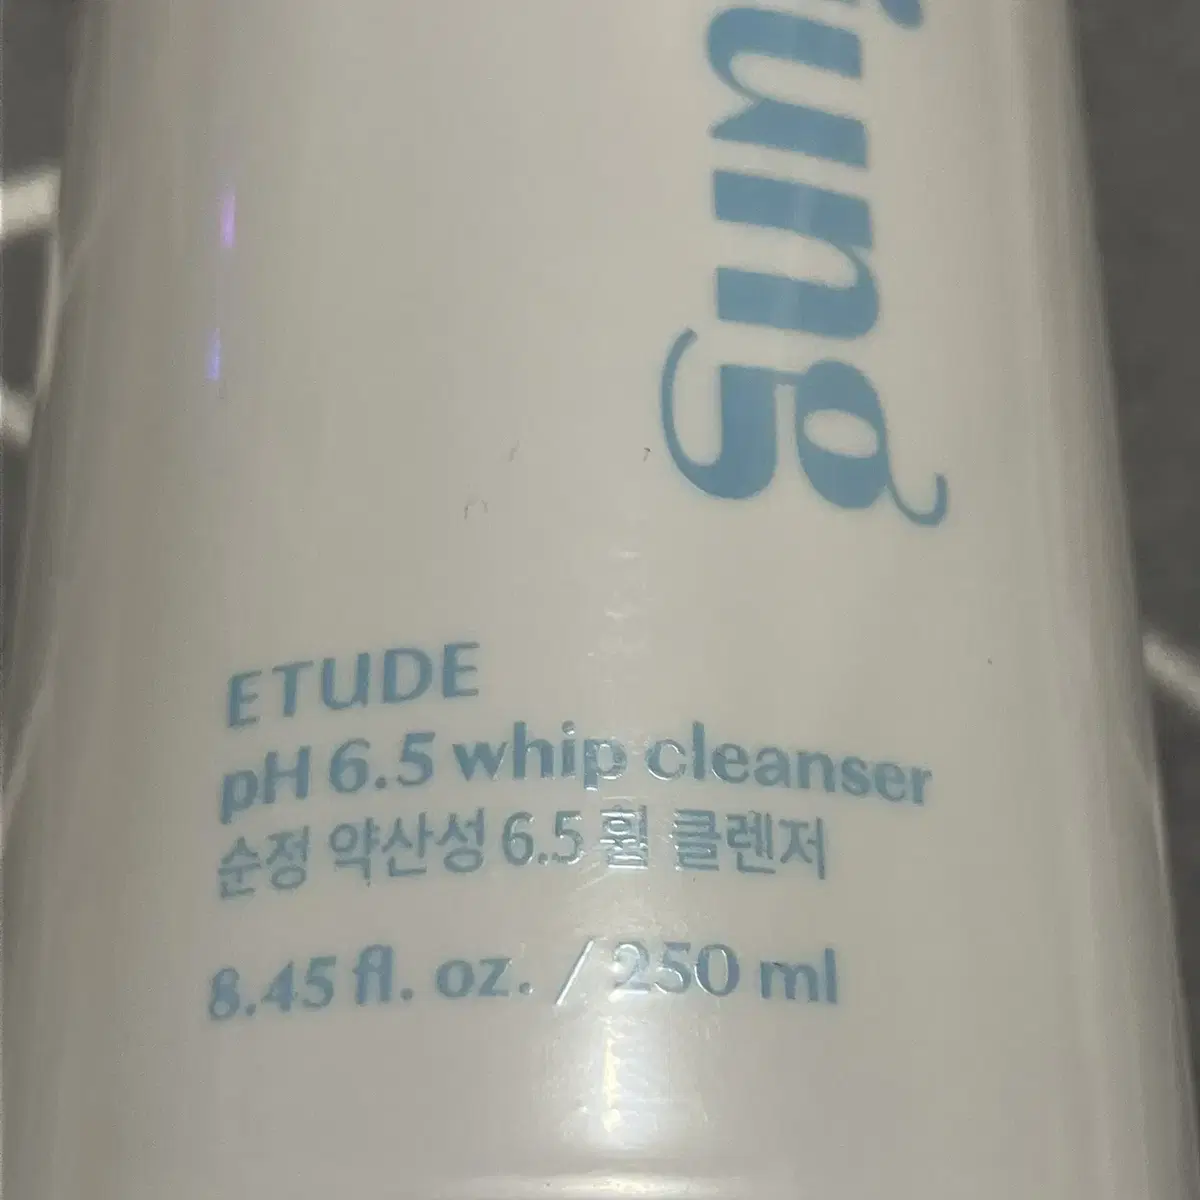 ung
ETUDE
pH 6.5 whip cleanser
순정 약산성 6.5 휩 클렌저
8.45 fl. oz. / 250 ml